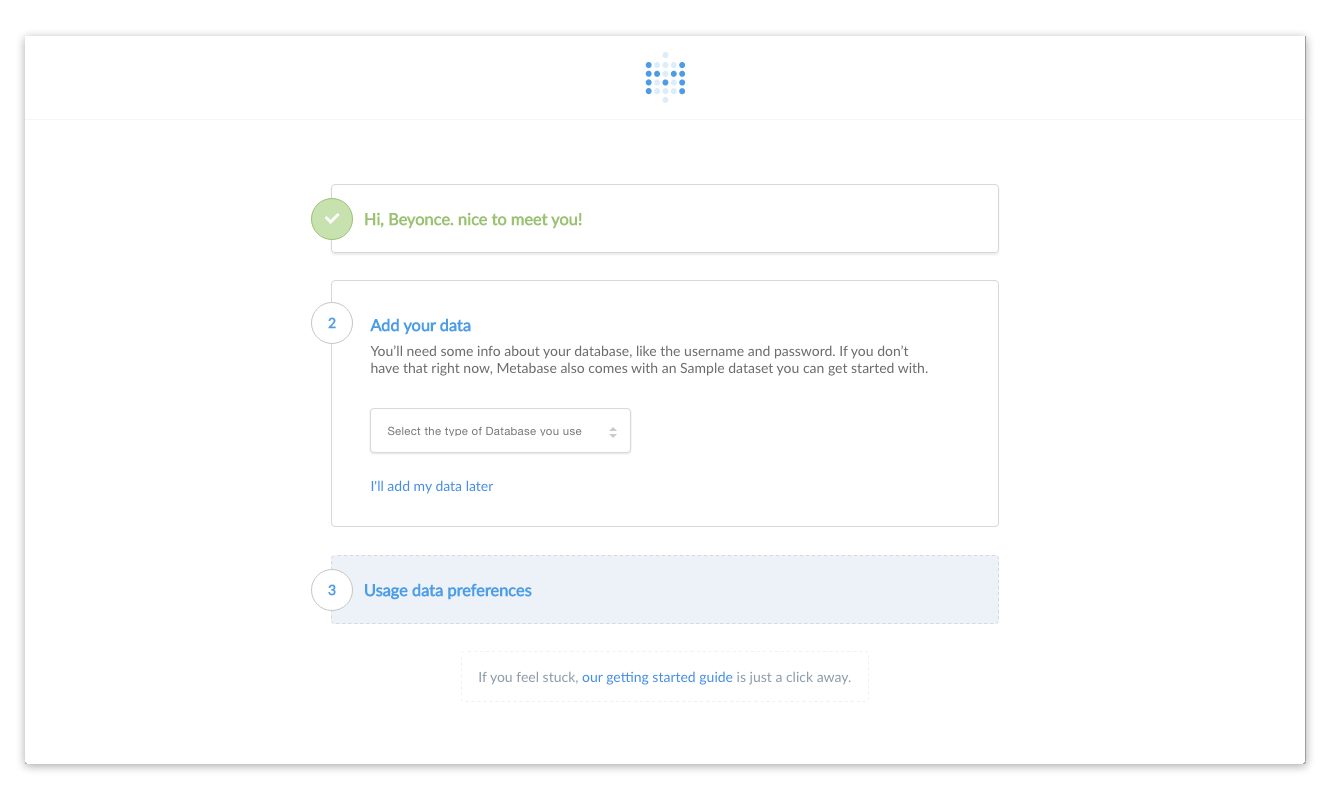 Hi, Beyonce. nice to meet you!
2
Add your data
You’ll need some info about your database, like the username and password. If you don’t
have that right now, Metabase also comes with an Sample dataset you can get started with.
Select the type of Database you use
I'll add my data later
3
Usage data preferences
If you feel stuck, our getting started guide is just a click away.